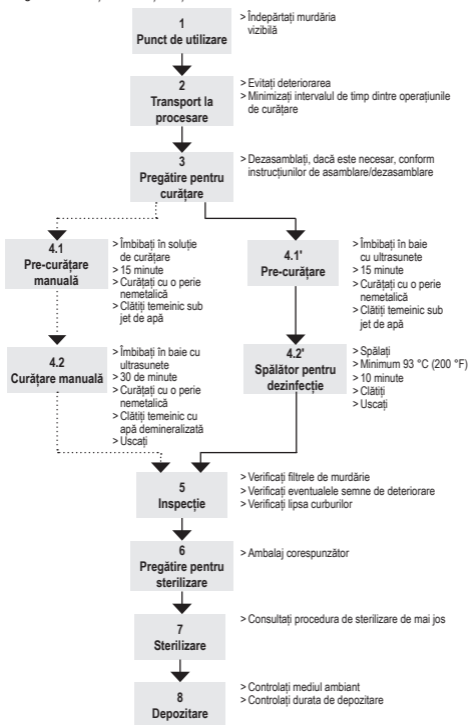 1
Punct de utilizare
> Îndepărtați murdăria
vizibilă
2
Transport la
procesare
> Evitați deteriorarea
> Minimizați intervalul de timp dintre operațiunile
de curățare
3
Pregătire pentru
curățare
> Dezasamblați, dacă este necesar, conform
instrucțiunilor de asamblare/dezasamblare
4.1
Pre-curățare
manuală
> Îmbibați în soluție
de curățare
> 15 minute
> Curățați cu o perie
nemetalică
> Clătiți temeinic sub
jet de apă
4.1'
Pre-curățare
> Îmbibați în baie
cu ultrasunete
> 15 minute
> Curățați cu o perie
nemetalică
> Clătiți temeinic sub
jet de apă
4.2
Curățare manuală
> Îmbibați în baie cu
ultrasunete
> 30 de minute
> Curățați cu o perie
nemetalică
> Clătiți temeinic cu
apă demineralizată
> Uscați
4.2'
Spălător pentru
dezinfecție
> Spălați
> Minimum 93 °C (200 °F)
> 10 minute
> Clătiți
> Uscați
5
Inspecție
> Verificați filtrele de murdărie
> Verificați eventualele semne de deteriorare
> Verificați lipsa curburilor
6
Pregătire pentru
sterilizare
> Ambalaj corespunzător
7
Sterilizare
> Consultați procedura de sterilizare de mai jos
8
Depozitare
> Controlați mediul ambiant
> Controlați durata de depozitare